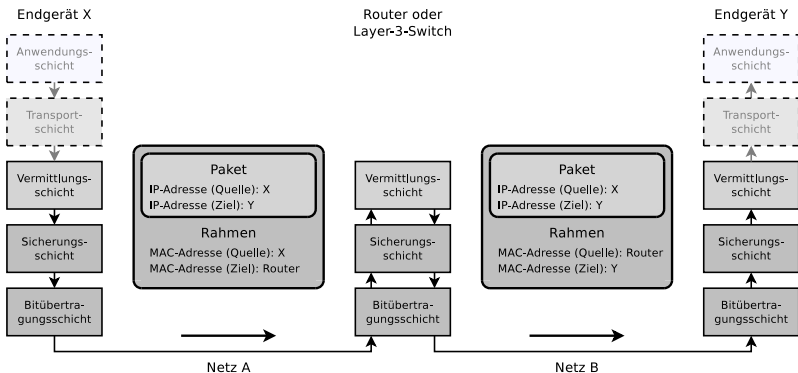 Endgerät X
Router oder
Layer-3-Switch
Endgerät Y
Anwendungs-
schicht
Transport-
schicht
Vermittlungs-
schicht
Sicherungs-
schicht
Bitübertra-
gungsschicht
Paket
IP-Adresse (Quelle): X
IP-Adresse (Ziel): Y
Rahmen
MAC-Adresse (Quelle): X
MAC-Adresse (Ziel): Router
Vermittlungs-
schicht
Sicherungs-
schicht
Bitübertra-
gungsschicht
Paket
IP-Adresse (Quelle): X
IP-Adresse (Ziel): Y
Rahmen
MAC-Adresse (Quelle): Router
MAC-Adresse (Ziel): Y
Anwendungs-
schicht
Transport-
schicht
Vermittlungs-
schicht
Sicherungs-
schicht
Bitübertra-
gungsschicht
Netz A
Netz B